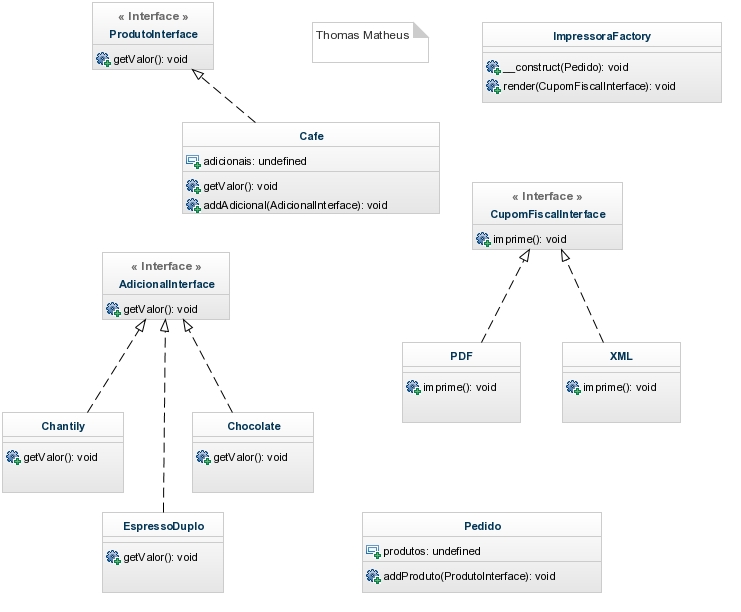 « Interface »
ProdutoInterface
getValor(): void
Thomas Matheus
ImpressoraFactory
__construct(Pedido): void
render(CupomFiscalInterface): void
Cafe
adicionais: undefined
getValor(): void
addAdicional(AdicionalInterface): void
« Interface »
CupomFiscalInterface
imprime(): void
« Interface »
AdicionalInterface
getValor(): void
PDF
imprime(): void
XML
imprime(): void
Chantily
getValor(): void
Chocolate
getValor(): void
EspressoDuplo
getValor(): void
Pedido
produtos: undefined
addProduto(ProdutoInterface): void